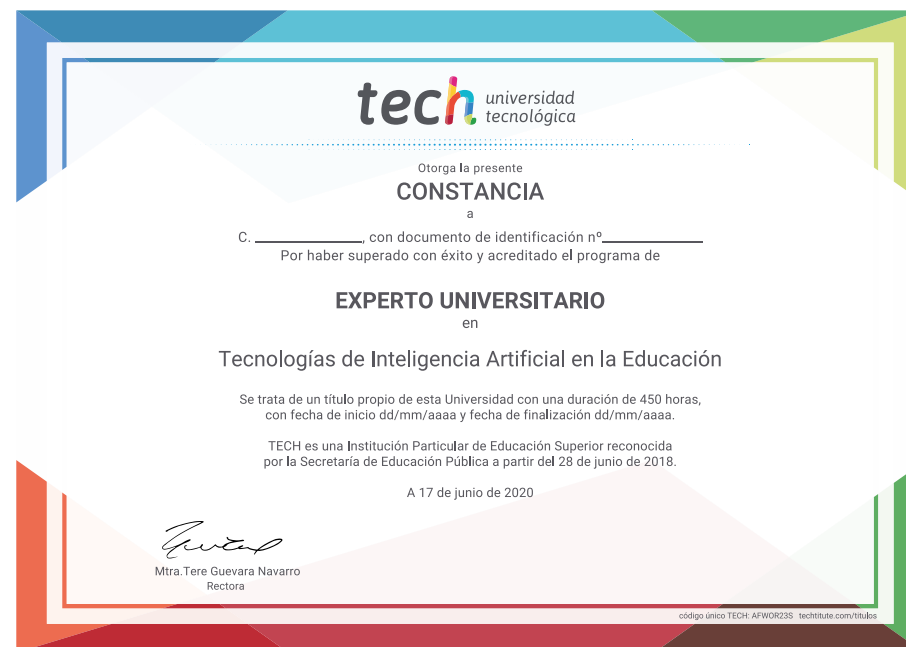 tech universidad
tecnológica
Otorga la presente
CONSTANCIA
a
C. ____________, con documento de identificación nº____________
Por haber superado con éxito y acreditado el programa de
EXPERTO UNIVERSITARIO
en
Tecnologías de Inteligencia Artificial en la Educación
Se trata de un título propio de esta Universidad con una duración de 450 horas,
con fecha de inicio dd/mm/aaaa y fecha de finalización dd/mm/aaaa.
TECH es una Institución Particular de Educación Superior reconocida
por la Secretaría de Educación Pública a partir del 28 de junio de 2018.
A 17 de junio de 2020
Mtra.Tere Guevara Navarro
Rectora
código único TECH: AFWOR23S techtitute.com/titulos